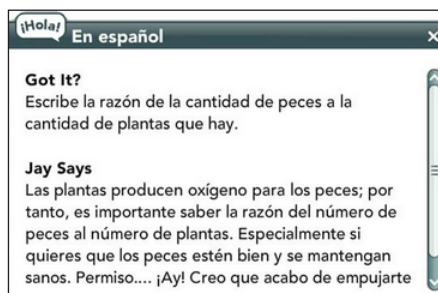 ¡Hola!
En español
Got It?
Escribe la razón de la cantidad de peces a la
cantidad de plantas que hay.
Jay Says
Las plantas producen oxígeno para los peces; por
tanto, es importante saber la razón del número de
peces al número de plantas. Especialmente si
quieres que los peces estén bien y se mantengan
sanos. Permiso.... ¡Ay! Creo que acabo de empujarte